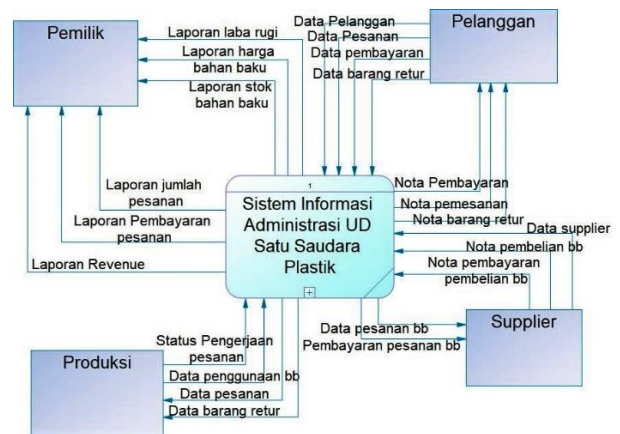 Pemilik
Laporan laba rugi
Laporan harga
bahan baku
Laporan stok
bahan baku
Data Pelanggan
Data Pesanan
Data pembayaran
Data barang retur
Pelanggan
Laporan jumlah
pesanan
Laporan Pembayaran
pesanan
Laporan Revenue
1
Sistem Informasi
Administrasi UD
Satu Saudara
Plastik
Nota Pembayaran
Nota pemesanan
Nota barang retur
Data supplier
Nota pembelian bb
Nota pembayaran
pembelian bb
Data pesanan bb
Pembayaran pesanan bb
Supplier
Produksi
Status Pengerjaan
pesanan
Data penggunaan bb
Data pesanan
Data barang retur